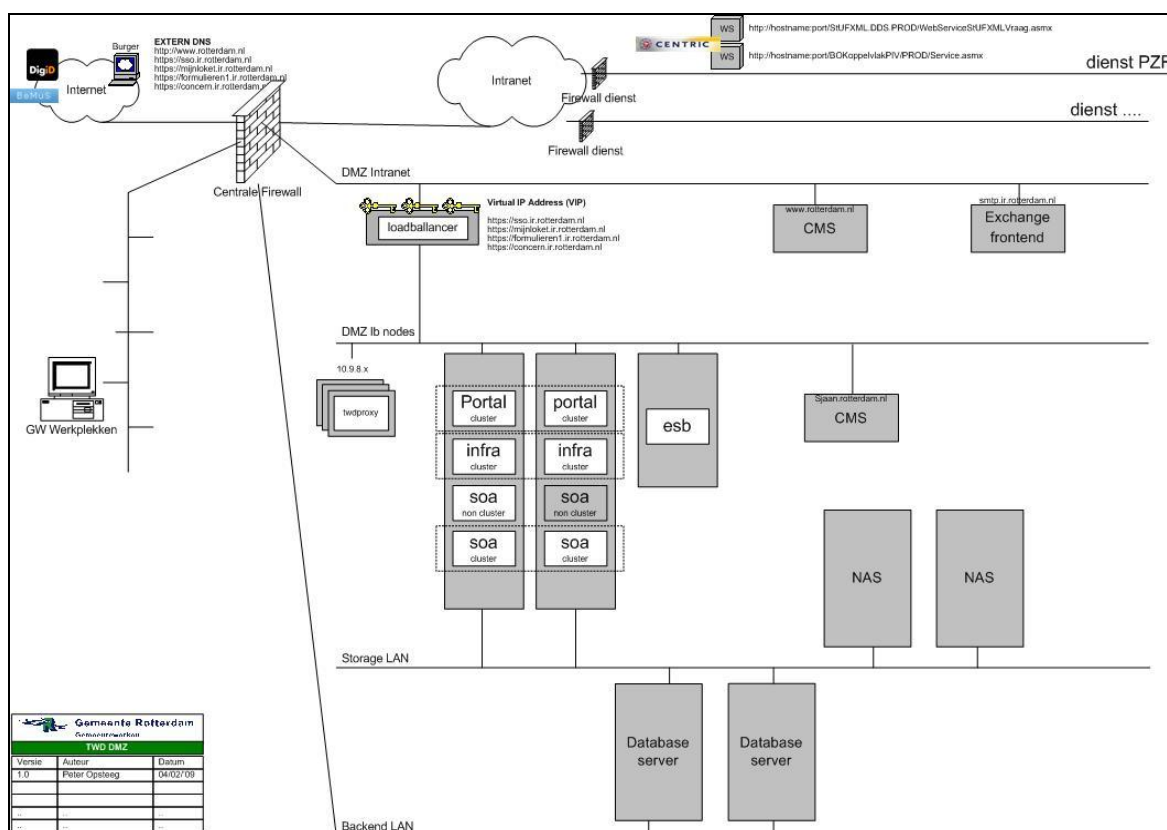 Burger
DigiD
BeMuS
Internet
EXTERN DNS
http://www.rotterdam.nl
https://sso.ir.rotterdam.nl
https://mijnloket.ir.rotterdam.nl
https://formulieren1.ir.rotterdam.nl
https://concern.ir.rotterdam.nl
Intranet
CENTRIC
WS
http://hostname:port/StUFXML.DDS.PROD/WebServiceStUFXMLVraag.asmx
WS
http://hostname:port/BOKoppelvlakPIV/PROD/Service.asmx
dienst PZR
Firewall dienst
dienst ....
Firewall dienst
Centrale Firewall
DMZ Intranet
loadballancer
Virtual IP Address (VIP)
https://sso.ir.rotterdam.nl
https://mijnloket.ir.rotterdam.nl
https://formulieren1.ir.rotterdam.nl
https://concern.ir.rotterdam.nl
www.rotterdam.nl
CMS
smtp.ir.rotterdam.nl
Exchange
frontend
DMZ lb nodes
10.9.8.x
twdproxy
GW Werkplekken
Portal
cluster
portal
cluster
infra
cluster
infra
cluster
soa
non cluster
soa
non cluster
soa
cluster
soa
cluster
esb
Sjaan.rotterdam.nl
CMS
NAS
NAS
Storage LAN
Database
server
Database
server
Backend LAN
Gemeente Rotterdam
Gemeentewerken
TWD DMZ
Versie Auteur Datum
1.0 Peter Opsteeg 04/02/'09
.. .. ..
.. .. ..